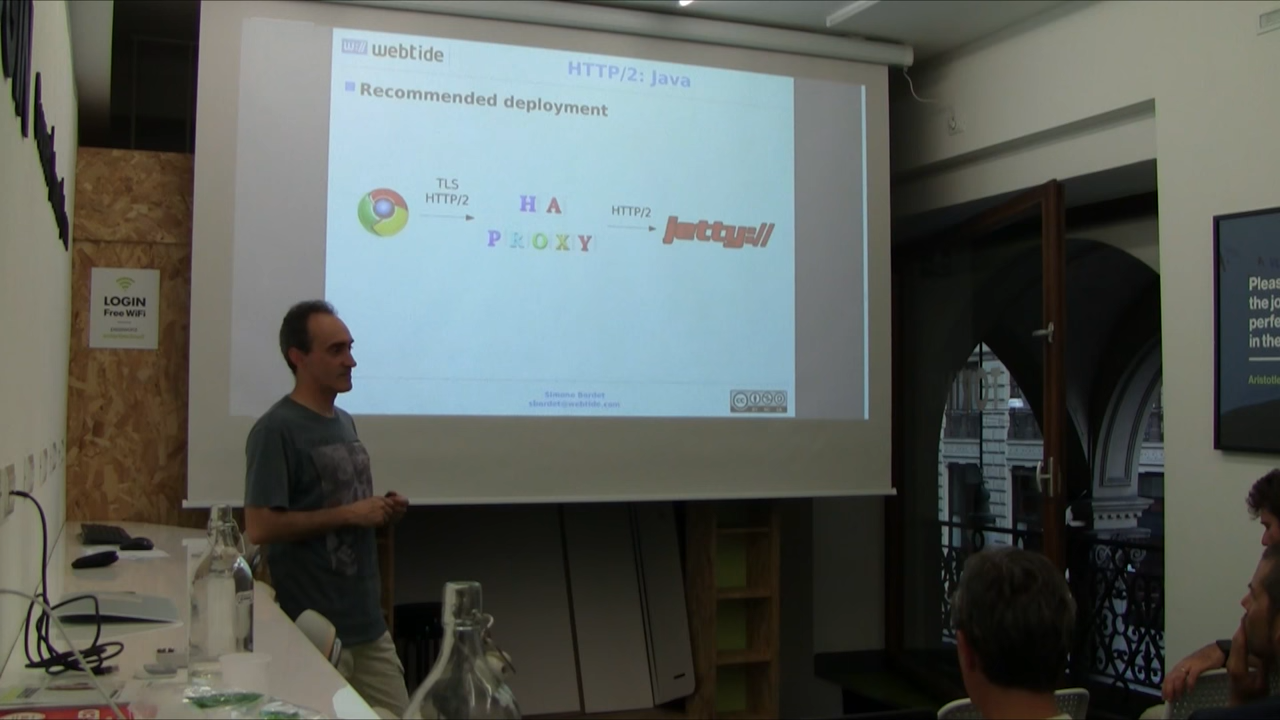 webtide
HTTP/2: Java
Recommended deployment
TLS
HTTP/2
HA
PROXY
HTTP/2
jetty://
Simone Bordet
sbordet@webtide.com
LOGIN
Free WiFi
Pleas
the jo
perfe
in the
Aristotle